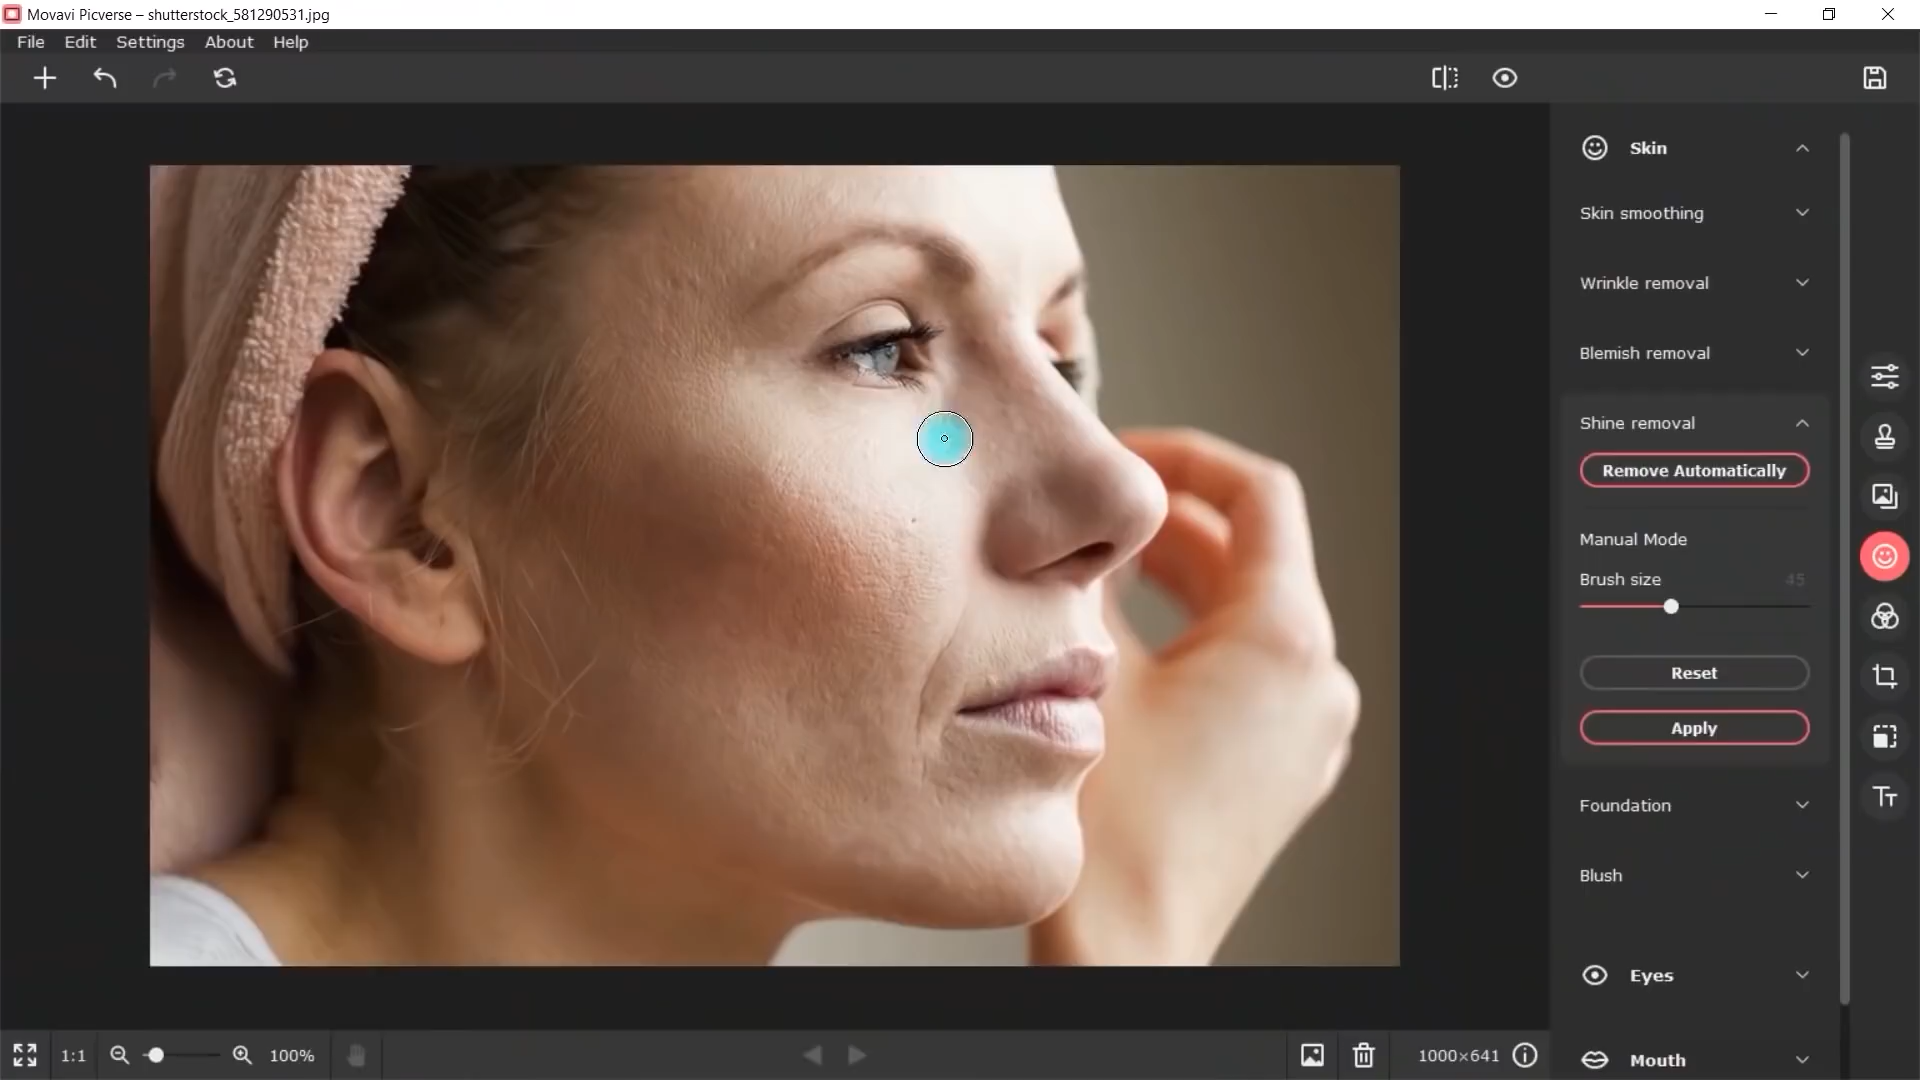 Movavi Picverse – shutterstock_581290531.jpg
File Edit Settings About Help
Skin
Skin smoothing
Wrinkle removal
Blemish removal
Shine removal
Remove Automatically
Manual Mode
Brush size 45
Reset
Apply
Foundation
Blush
Eyes
Mouth
1:1 100% 1000×641